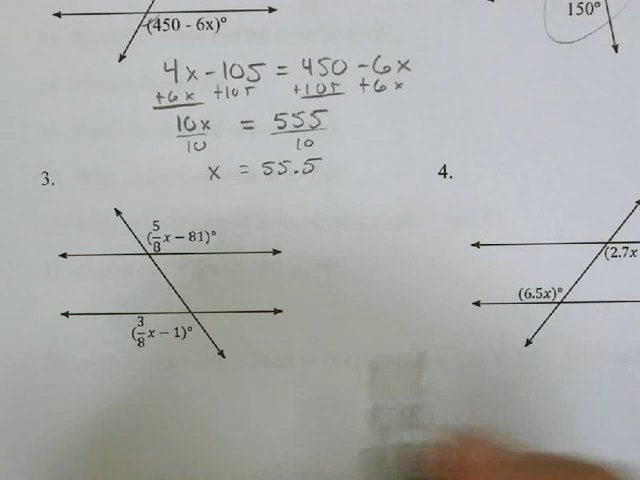 (450 - 6x)°
150°
4x - 105 = 450 - 6x
+6x +105 +105 +6x
10x = 555
10 10
x = 55.5
3.
4.
(5/8x - 81)°
(2.7x
(6.5x)°
(3/8x - 1)°